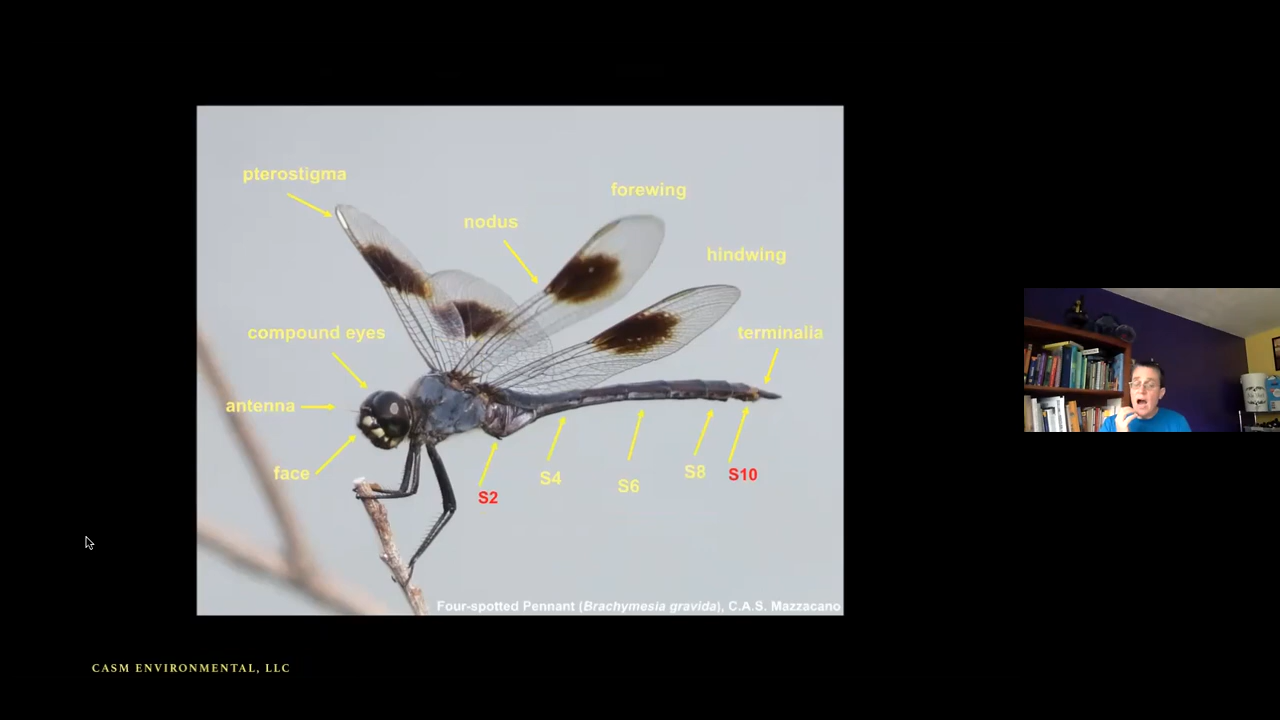 pterostigma
forewing
nodus
hindwing
compound eyes
terminalia
antenna
face
S2
S4
S6
S8
S10
Four-spotted Pennant (Brachymesia gravida), C.A.S. Mazzacano
CASM ENVIRONMENTAL, LLC